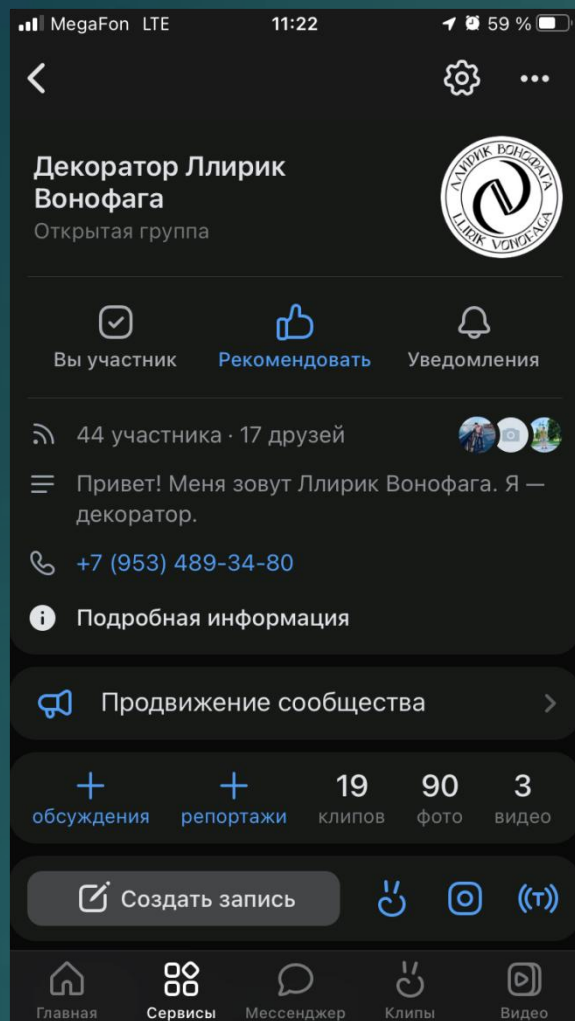 MegaFon LTE 11:22 59 %
Декоратор Ллирик
Вонофага
Открытая группа
ЛЛИРИК ВОНОФАГА
LLIRIK VONOFAGA
Вы участник Рекомендовать Уведомления
44 участника · 17 друзей
Привет! Меня зовут Ллирик Вонофага. Я —
декоратор.
+7 (953) 489-34-80
Подробная информация
Продвижение сообщества
19 90 3
обсуждения репортажи клипов фото видео
Создать запись ((T))
Главная Сервисы Мессенджер Клипы Видео